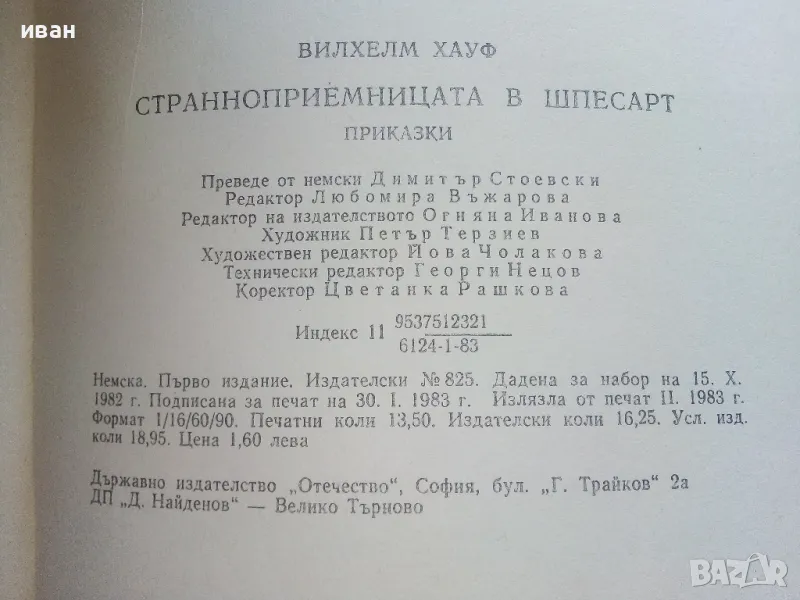 иван
ВИЛХЕЛМ ХАУФ
СТРАННОПРИЕМНИЦАТА В ШПЕСАРТ
ПРИКАЗКИ
Преведе от немски Димитър Стоевски
Редактор Любомира Въжарова
Редактор на издателството Огняна Иванова
Художник Петър Терзиев
Художествен редактор Йова Чолакова
Технически редактор Георги Нецов
Коректор Цветанка Рашкова
Индекс 11 9537512321
6124-1-83
Немска. Първо издание. Издателски № 825. Дадена за набор на 15. X.
1982 г. Подписана за печат на 30. I. 1983 г. Излязла от печат II. 1983 г.
Формат 1/16/60/90. Печатни коли 13,50. Издателски коли 16,25. Усл. изд.
коли 18,95. Цена 1,60 лева
Държавно издателство „Отечество“, София, бул. „Г. Трайков“ 2а
ДП „Д. Найденов“ — Велико Търново
BAZAR
bg